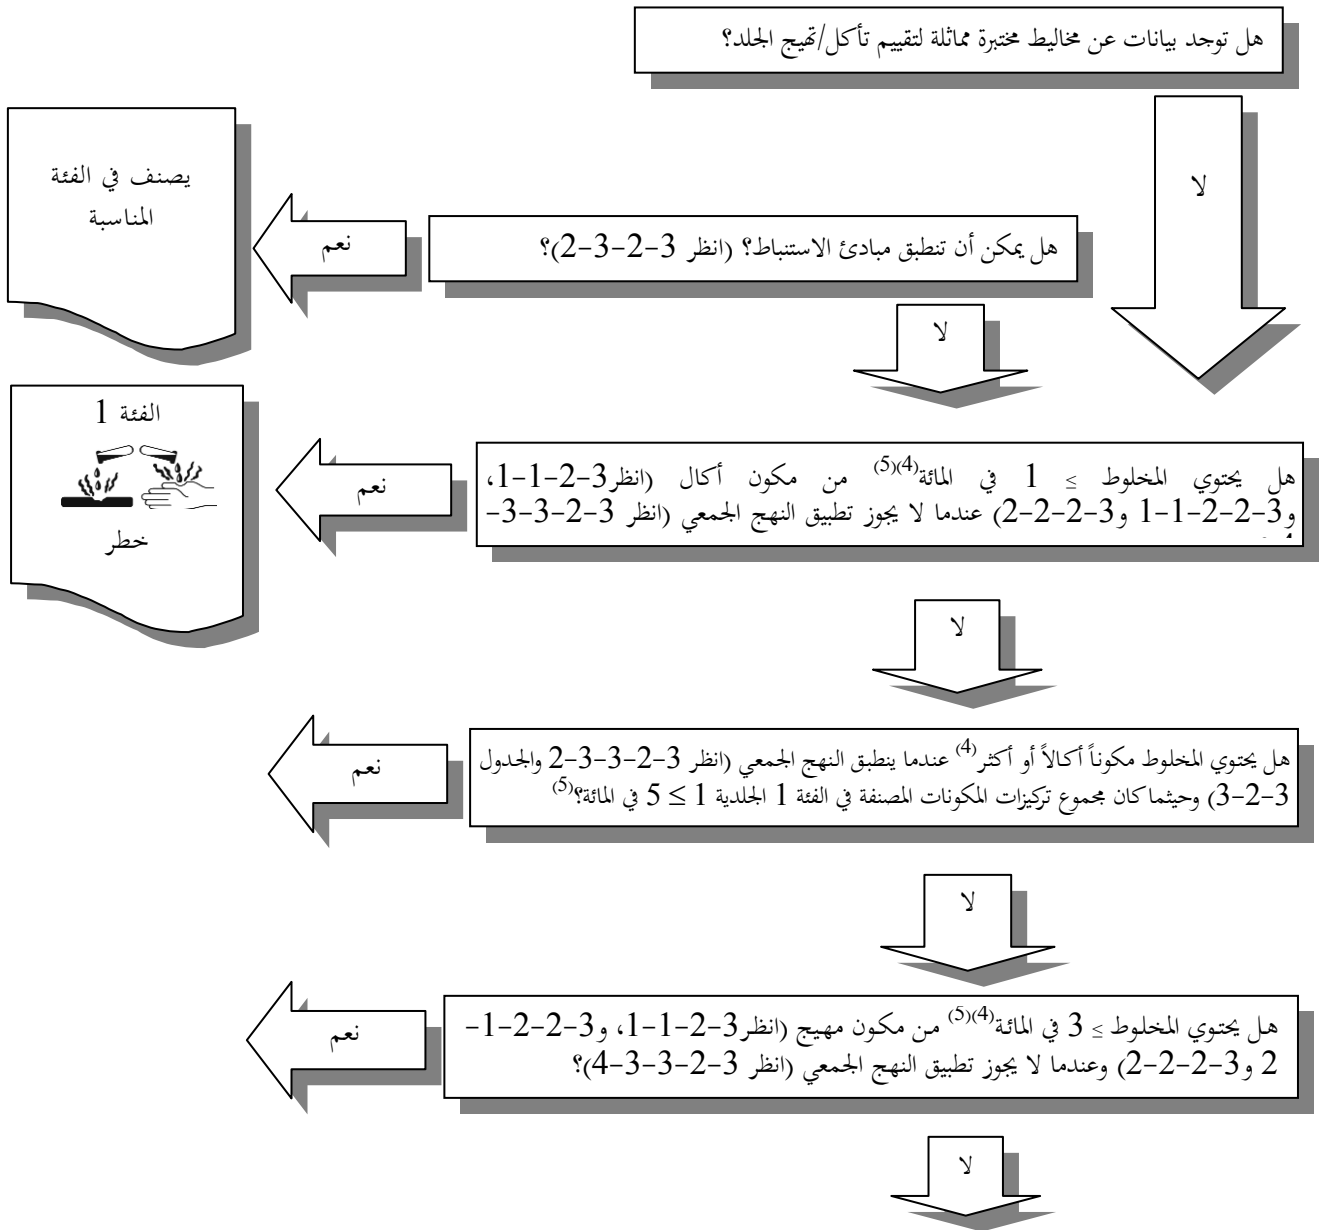 هل توجد بيانات عن مخاليط مختبرة مماثلة لتقييم تأكل/تهيج الجلد؟
لا
يصنف في الفئة
المناسبة
نعم
هل يمكن أن تنطبق مبادئ الاستنباط؟ (انظر 3-2-3-2)؟
لا
الفئة 1
خطر
نعم
هل يحتوي المخلوط ≥ 1 في المائة(4)(5) من مكون أكال (انظر3-2-1-1،
و3-2-2-1-1 و3-2-2-2) عندما لا يجوز تطبيق النهج الجمعي (انظر 3-2-3-3-
لا
نعم
هل يحتوي المخلوط مكوناً أكالاً أو أكثر(4) عندما ينطبق النهج الجمعي (انظر 3-2-3-3-2 والجدول
3-2-3) وحيثما كان مجموع تركيزات المكونات المصنفة في الفئة 1 الجلدية 1 ≥ 5 في المائة؟(5)
لا
نعم
هل يحتوي المخلوط ≥ 3 في المائة(4)(5) من مكون مهيج (انظر3-2-1-1، و3-2-2-1-
2 و3-2-2-2) وعندما لا يجوز تطبيق النهج الجمعي (انظر 3-2-3-3-4)؟
لا